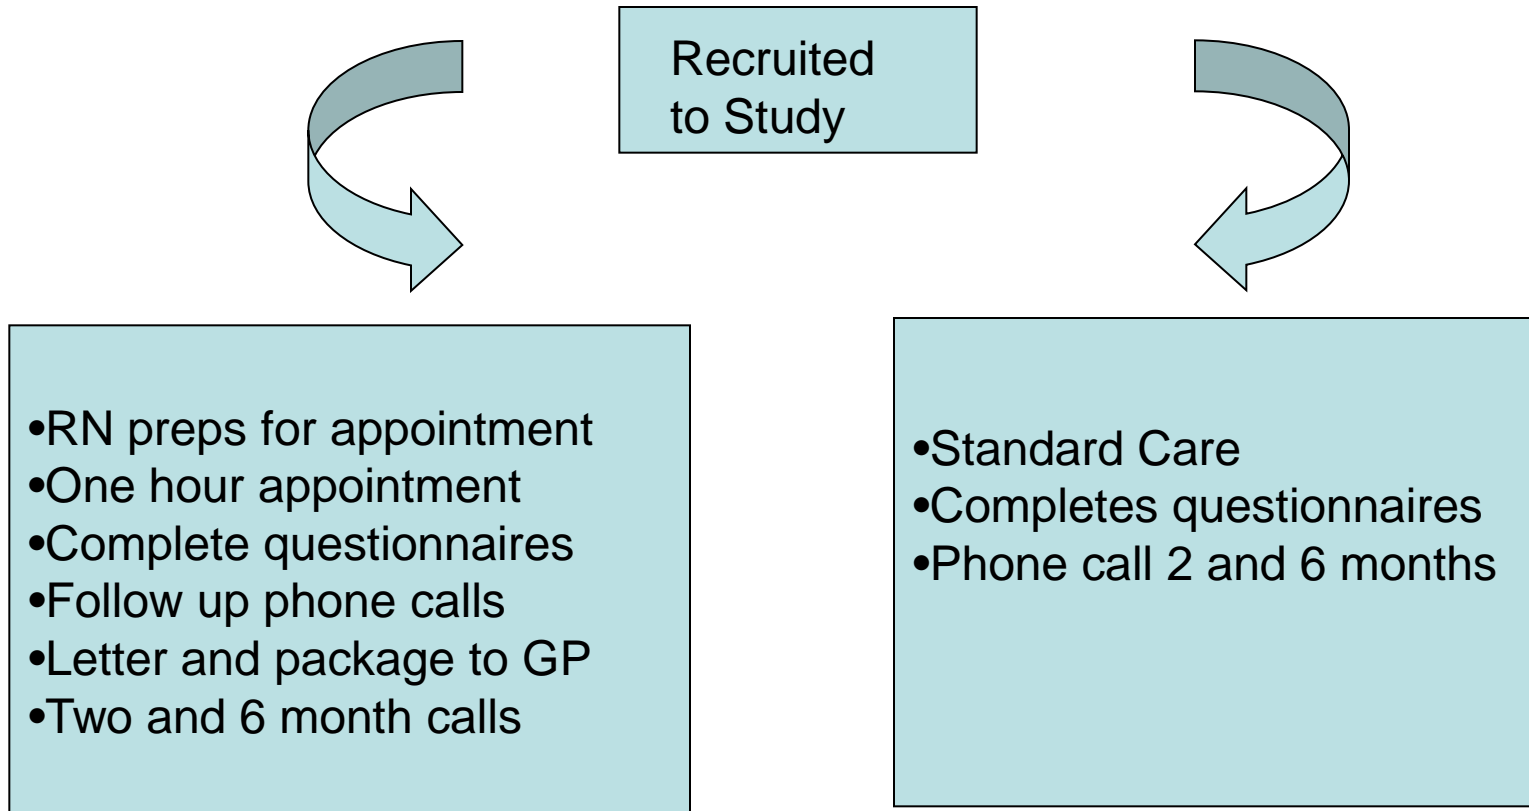 Recruited
to Study
•RN preps for appointment
•One hour appointment
•Complete questionnaires
•Follow up phone calls
•Letter and package to GP
•Two and 6 month calls
•Standard Care
•Completes questionnaires
•Phone call 2 and 6 months